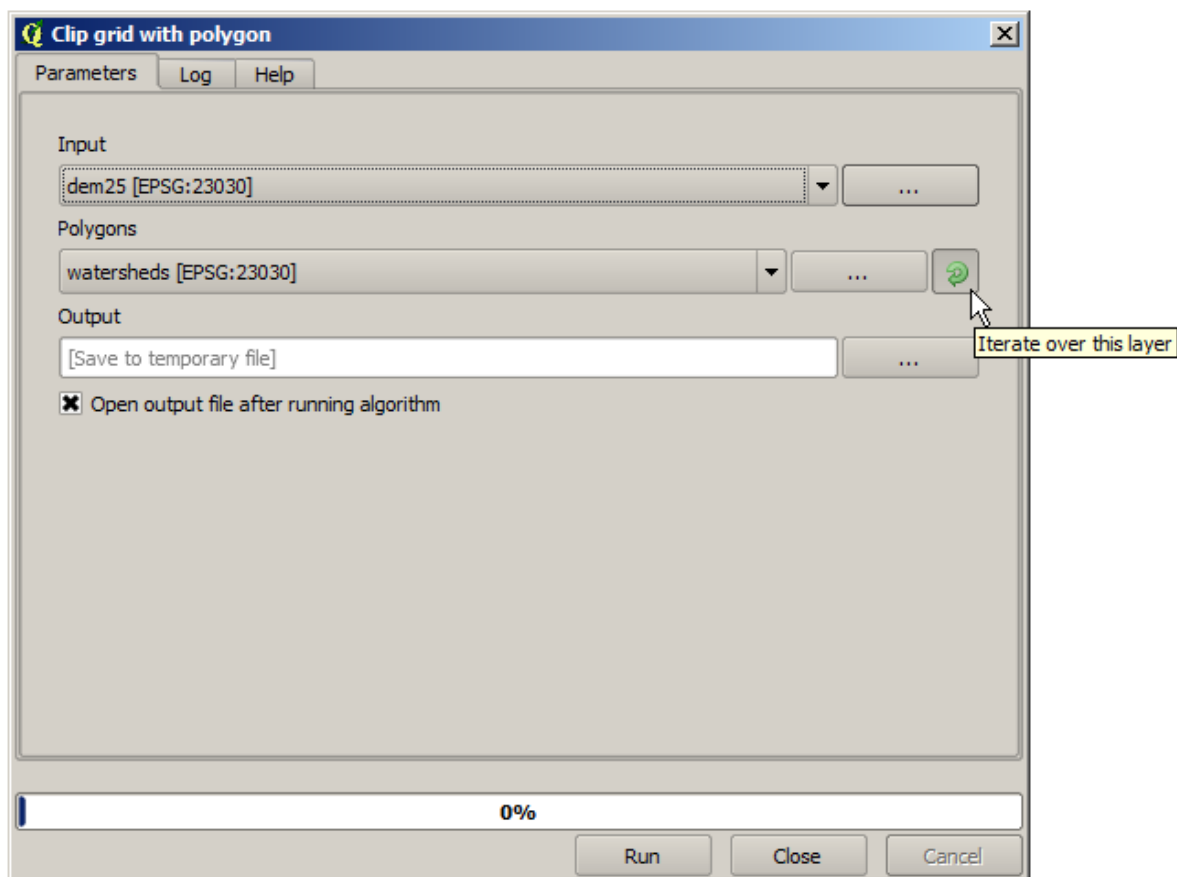 Clip grid with polygon
Parameters Log Help
Input
dem25 [EPSG:23030] ...
Polygons
watersheds [EPSG:23030] ...
Output
Iterate over this layer
[Save to temporary file] ...
Open output file after running algorithm
0%
Run Close Cancel